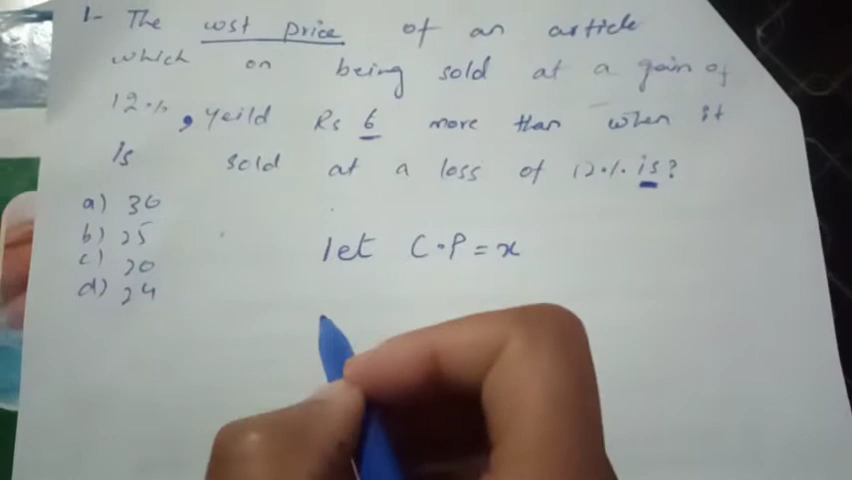 1- The cost price of an article
which on being sold at a gain of
12%, yeild Rs 6 more than when it
Is sold at a loss of 12% is?
a) 30
b) 25
c) 20
d) 24
let C.P = x